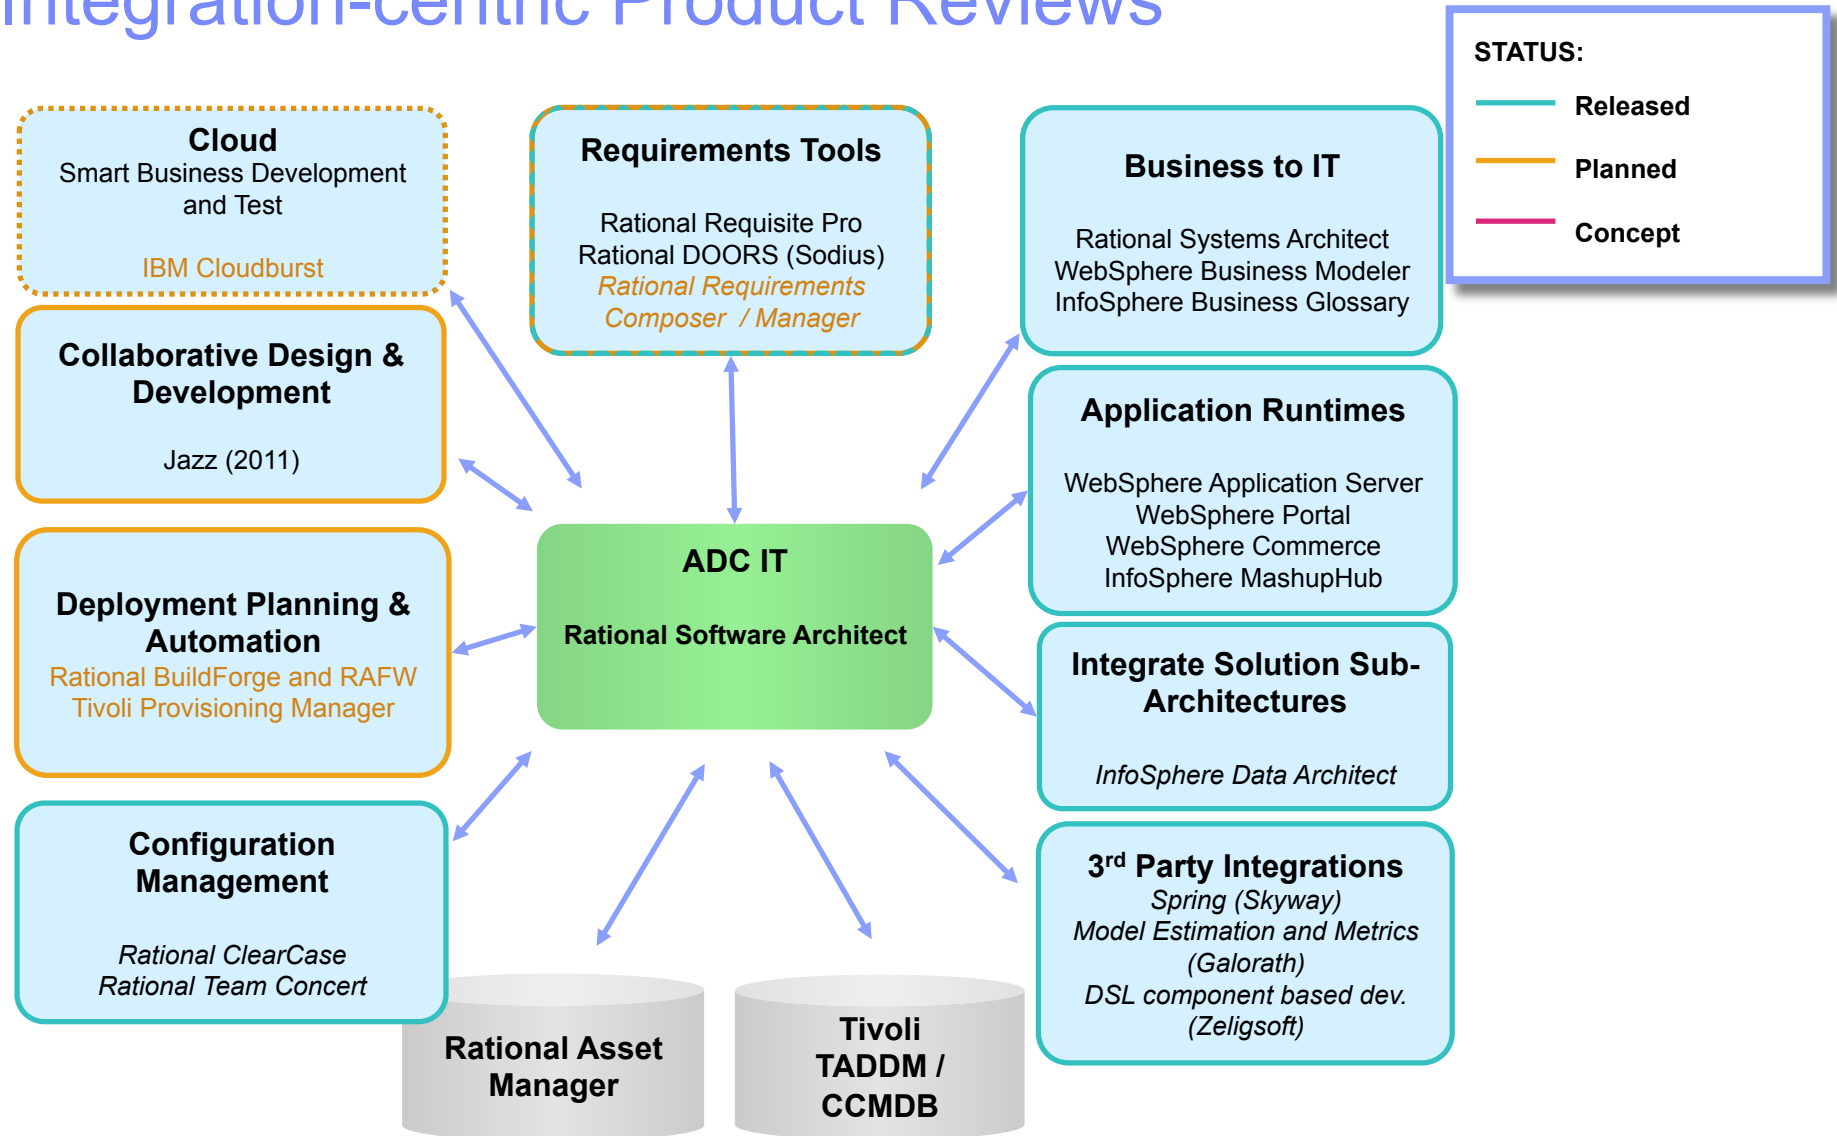 Integration-centric Product Reviews
STATUS:
Released
Planned
Concept
Cloud
Smart Business Development
and Test
IBM Cloudburst
Requirements Tools
Rational Requisite Pro
Rational DOORS (Sodius)
Rational Requirements
Composer / Manager
Business to IT
Rational Systems Architect
WebSphere Business Modeler
InfoSphere Business Glossary
Collaborative Design &
Development
Jazz (2011)
Application Runtimes
WebSphere Application Server
WebSphere Portal
WebSphere Commerce
InfoSphere MashupHub
ADC IT
Rational Software Architect
Deployment Planning &
Automation
Rational BuildForge and RAFW
Tivoli Provisioning Manager
Integrate Solution Sub-
Architectures
InfoSphere Data Architect
Configuration
Management
Rational ClearCase
Rational Team Concert
3rd Party Integrations
Spring (Skyway)
Model Estimation and Metrics
(Galorath)
DSL component based dev.
(Zeligsoft)
Rational Asset
Manager
Tivoli
TADDM /
CCMDB